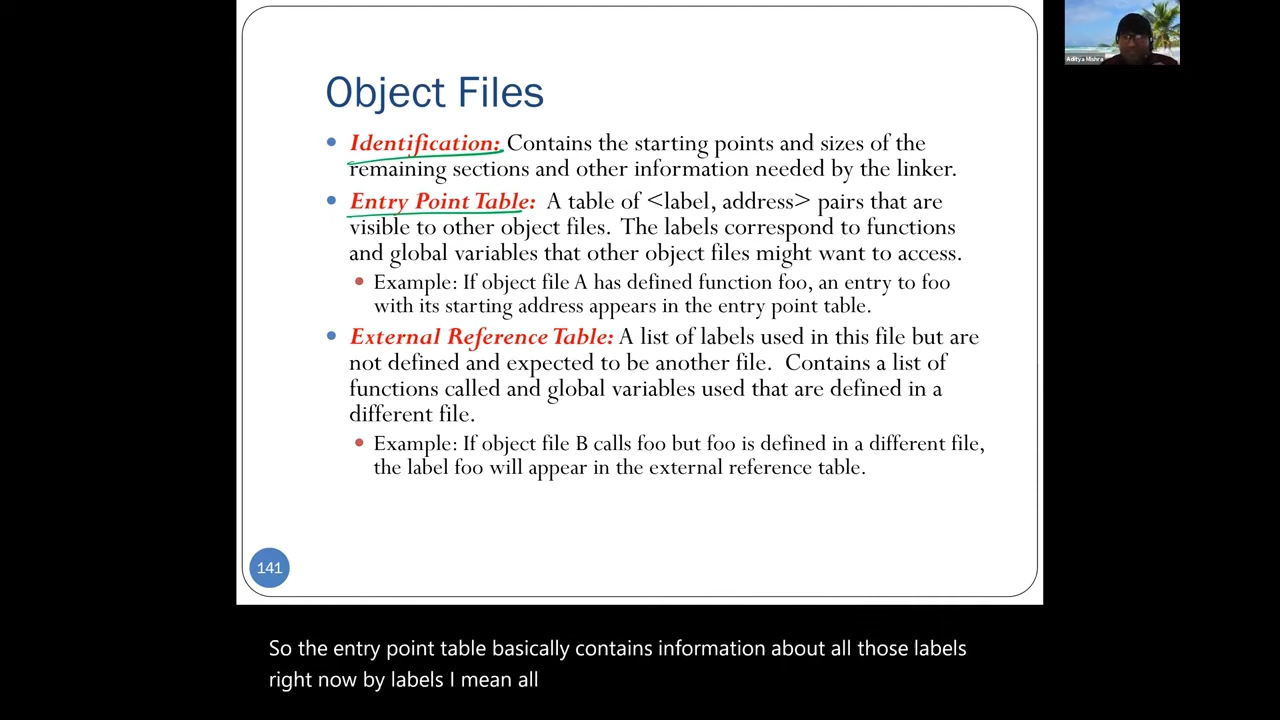 Aditya Mishra
Object Files
• Identification: Contains the starting points and sizes of the
remaining sections and other information needed by the linker.
• Entry Point Table: A table of <label, address> pairs that are
visible to other object files. The labels correspond to functions
and global variables that other object files might want to access.
• Example: If object file A has defined function foo, an entry to foo
with its starting address appears in the entry point table.
• External Reference Table: A list of labels used in this file but are
not defined and expected to be another file. Contains a list of
functions called and global variables used that are defined in a
different file.
• Example: If object file B calls foo but foo is defined in a different file,
the label foo will appear in the external reference table.
141
So the entry point table basically contains information about all those labels
right now by labels I mean all